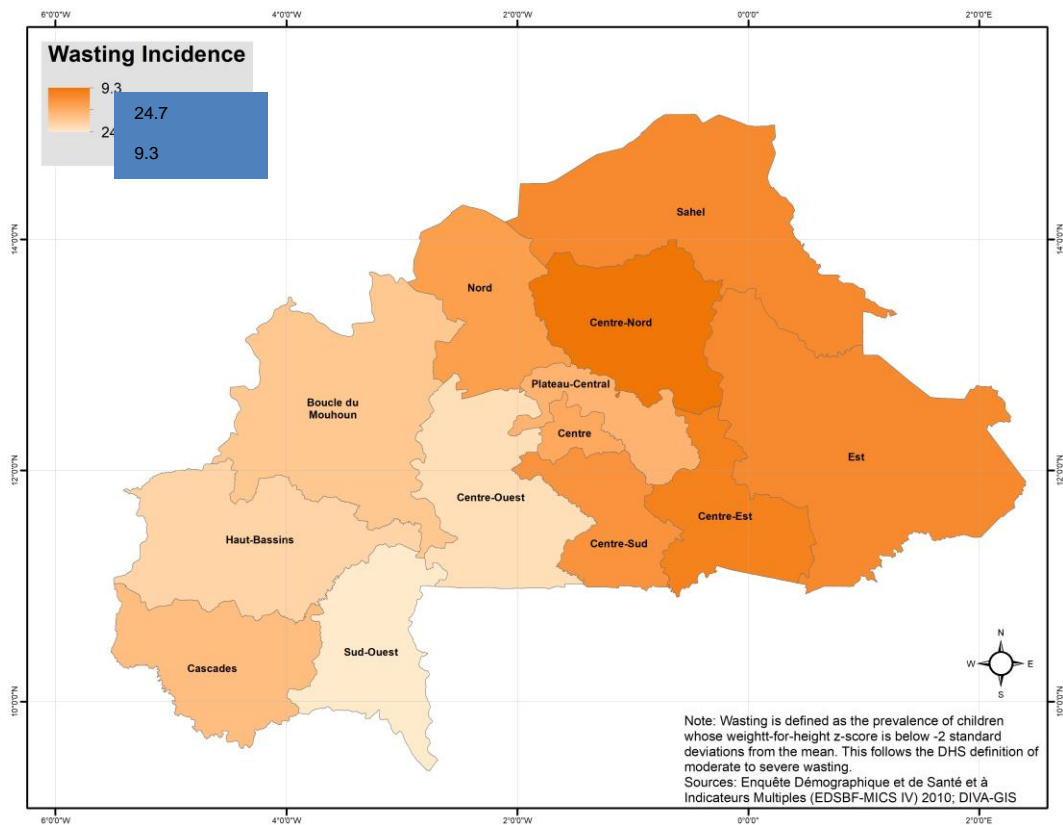 6°0'0"W
4°0'0"W
2°0'0"W
0°0'0"
2°0'0"E
Wasting Incidence
9.3
24
24.7
9.3
14°0'0"N
12°0'0"N
10°0'0"N
Sahel
Nord
Centre-Nord
Plateau-Central
Boucle du
Mouhoun
Centre
Est
Centre-Ouest
Centre-Est
Haut-Bassins
Centre-Sud
Sud-Ouest
Cascades
14°0'0"N
12°0'0"N
10°0'0"N
N
W
E
S
Note: Wasting is defined as the prevalence of children
whose weightt-for-height z-score is below -2 standard
deviations from the mean. This follows the DHS definition of
moderate to severe wasting.
Sources: Enquête Démographique et de Santé et à
Indicateurs Multiples (EDSBF-MICS IV) 2010; DIVA-GIS
6°0'0"W
4°0'0"W
2°0'0"W
0°0'0"
2°0'0"E